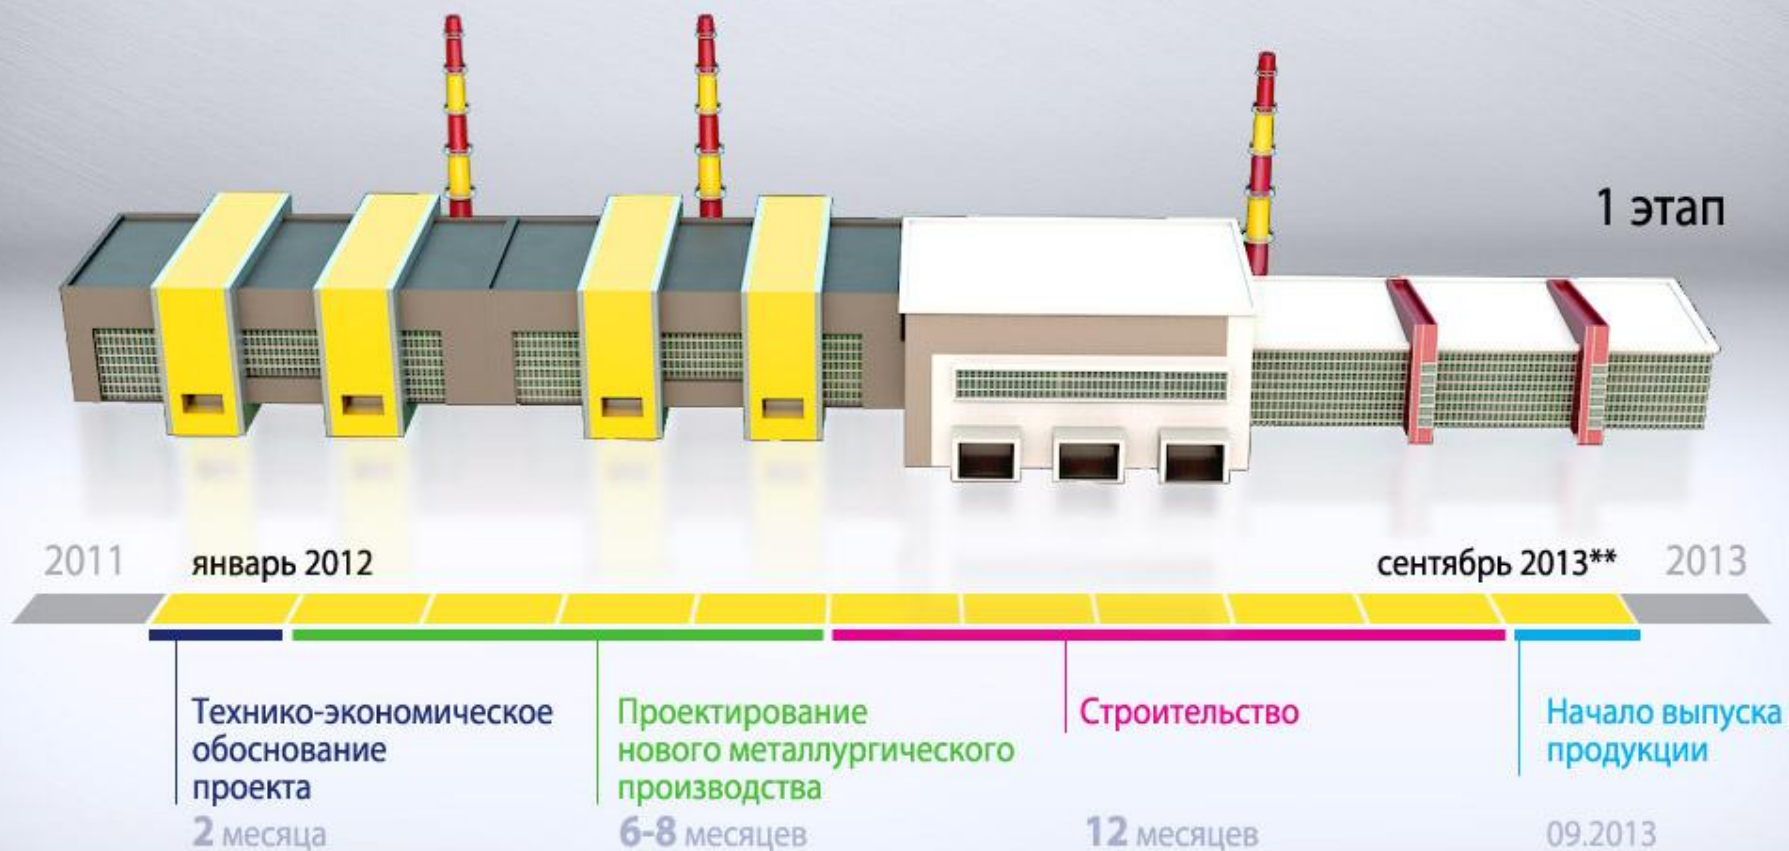 1 этап
2011
январь 2012
сентябрь 2013**
2013
Технико-экономическое
обоснование
проекта
2 месяца
Проектирование
нового металлургического
производства
6-8 месяцев
Строительство
12 месяцев
Начало выпуска
продукции
09.2013